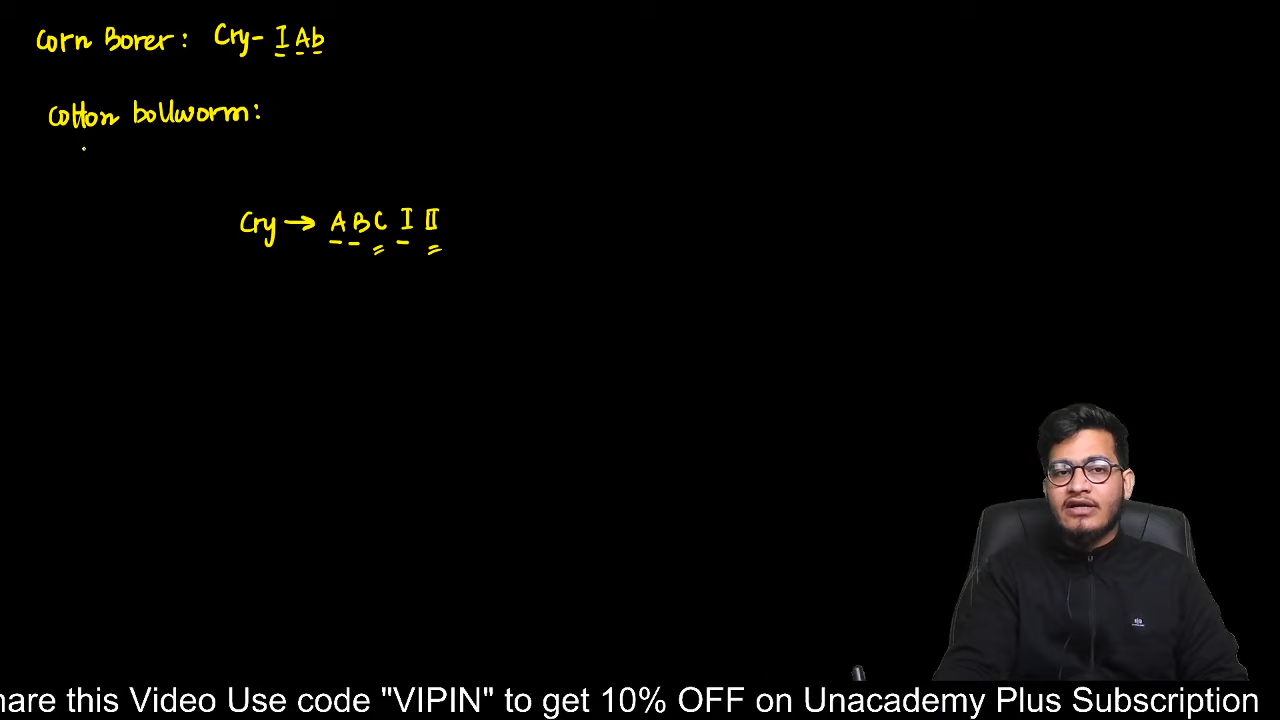 Corn Borer: Cry- I Ab
Cotton bollworm:
Cry → A B C I II
hare this Video Use code "VIPIN" to get 10% OFF on Unacademy Plus Subscription